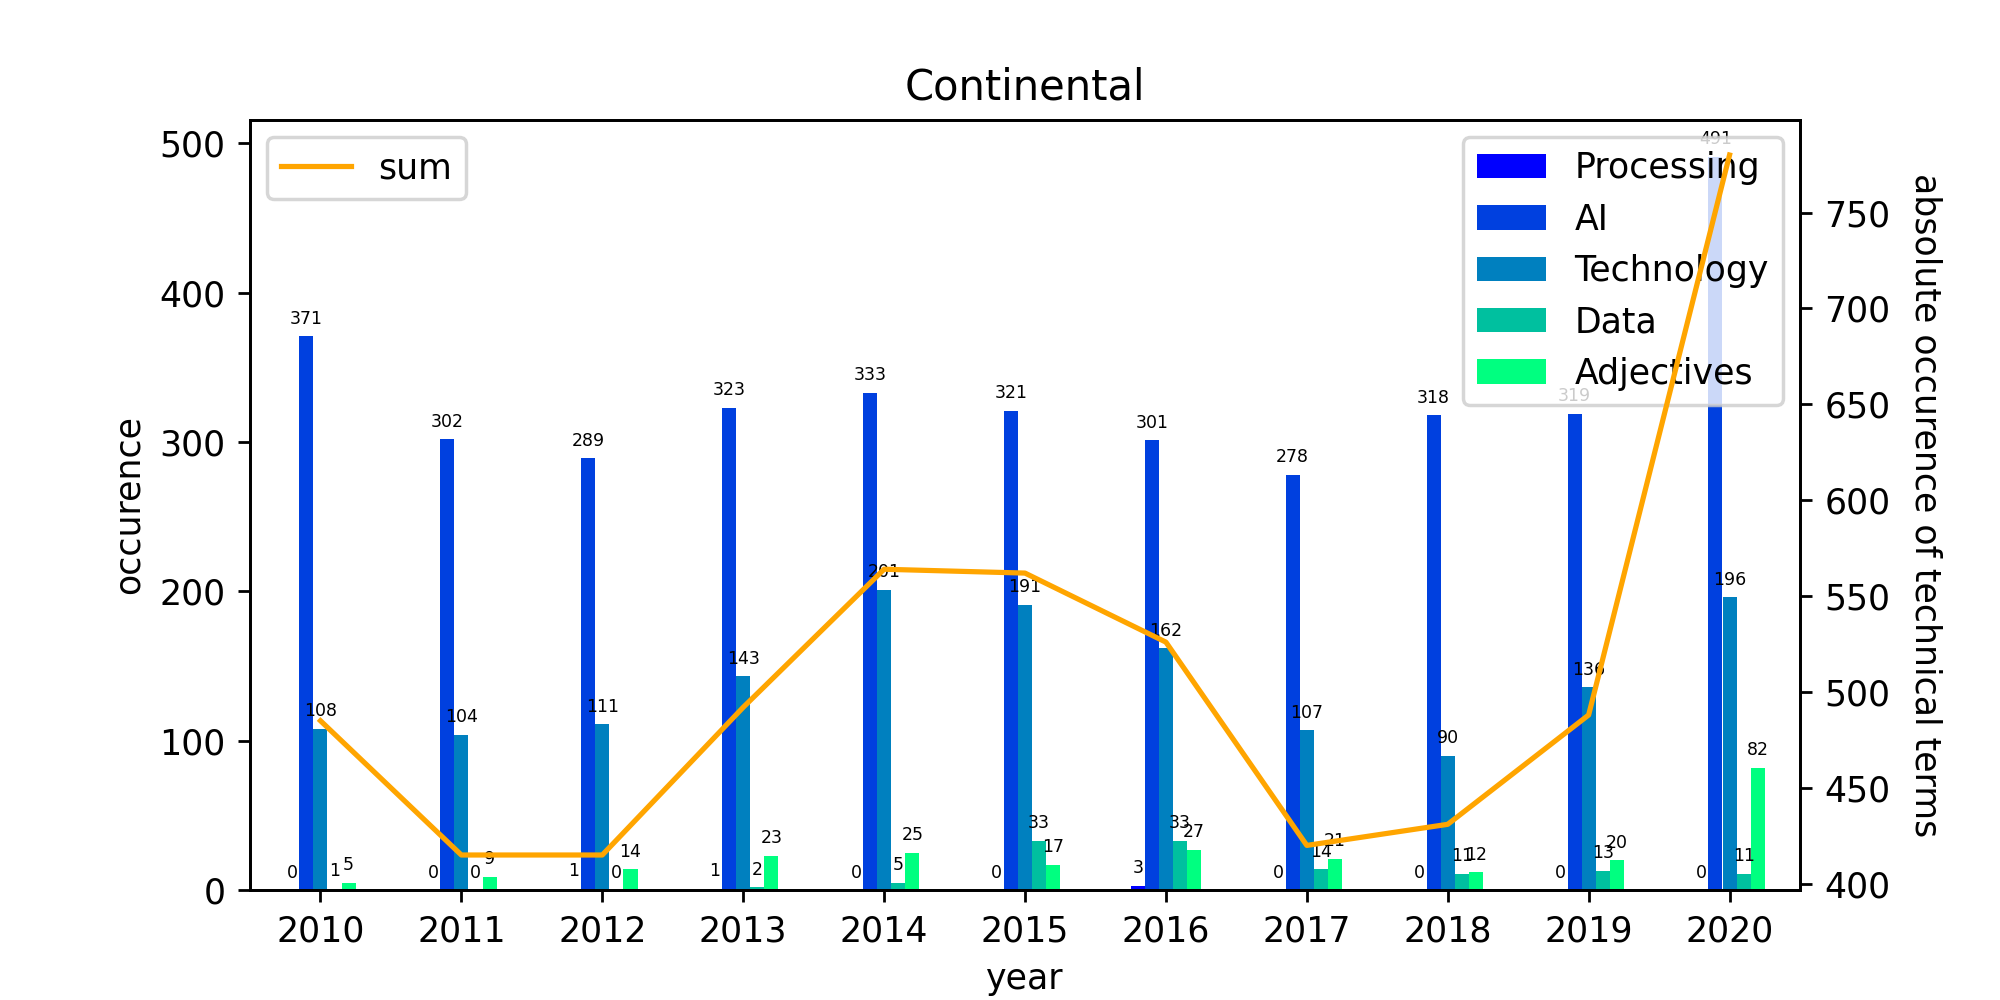 Continental
sum
Processing
AI
Technology
Data
Adjectives
500
400
300
200
100
0
occurrence
750
700
650
600
550
500
450
400
absolute occurence of technical terms
0 371 108 1 5
0 302 104 0 9
1 289 111 0 14
1 323 143 2 23
0 333 201 5 25
0 321 191 33 17
3 301 162 33 27
0 278 107 14 21
0 318 90 11 12
0 319 136 13 20
0 491 196 11 82
2010 2011 2012 2013 2014 2015 2016 2017 2018 2019 2020
year